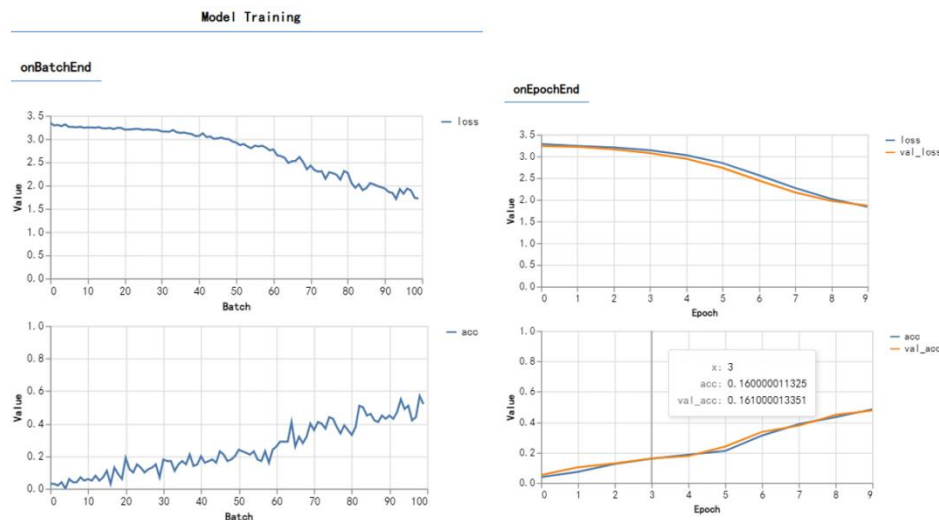 Model Training
onBatchEnd
3.5
3.0
2.5
2.0
1.5
1.0
0.5
0.0
Value
0 10 20 30 40 50 60 70 80 90 100
Batch
loss
1.0
0.8
0.6
0.4
0.2
0.0
Value
0 10 20 30 40 50 60 70 80 90 100
Batch
acc
onEpochEnd
3.5
3.0
2.5
2.0
1.5
1.0
0.5
0.0
Value
0 1 2 3 4 5 6 7 8 9
Epoch
loss
val_loss
1.0
0.8
0.6
0.4
0.2
0.0
Value
x: 3
acc: 0.160000011325
val_acc: 0.161000013351
0 1 2 3 4 5 6 7 8 9
Epoch
acc
val_acc